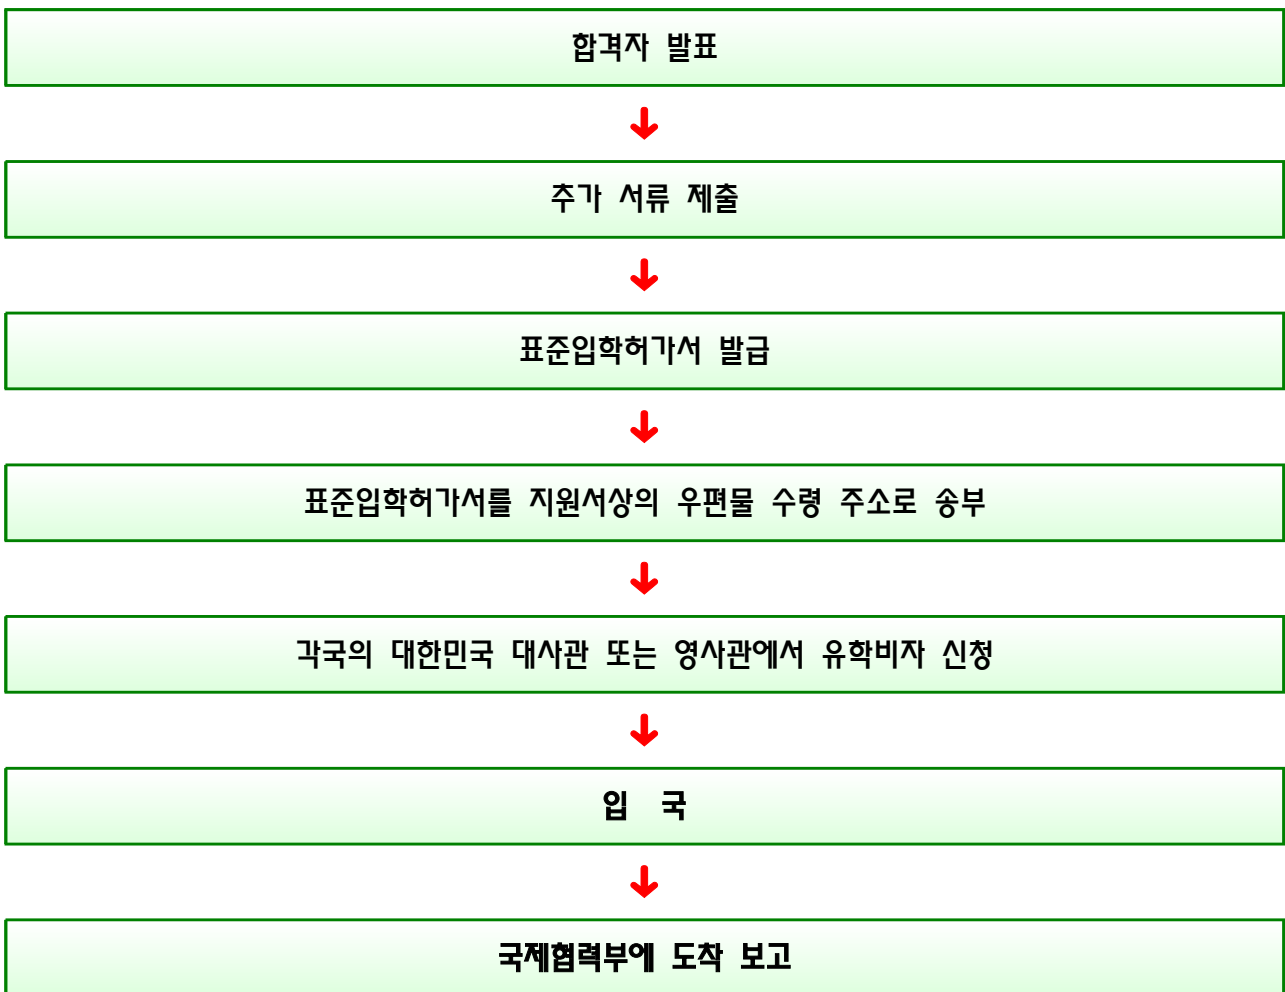 합격자 발표
추가 서류 제출
표준입학허가서 발급
표준입학허가서를 지원서상의 우편물 수령 주소로 송부
각국의 대한민국 대사관 또는 영사관에서 유학비자 신청
입 국
국제협력부에 도착 보고